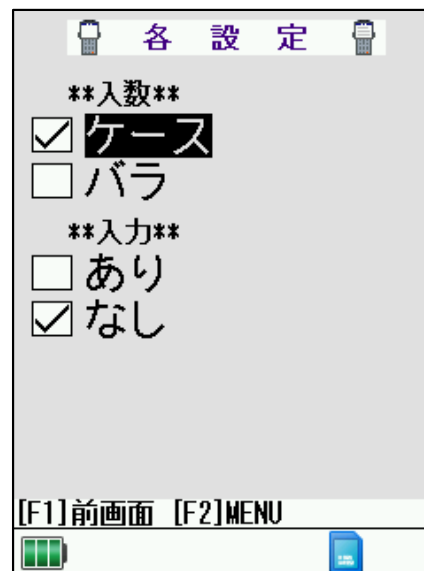 各 設 定
**入数**
ケース
バラ
**入力**
あり
なし
[F1]前画面 [F2]MENU